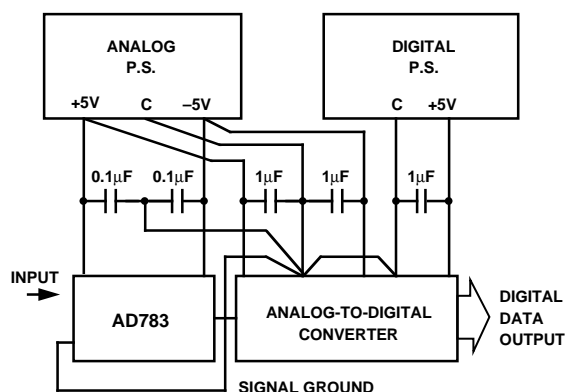 ANALOG
P.S.
+5V C –5V
DIGITAL
P.S.
C +5V
0.1μF 0.1μF 1μF 1μF 1μF
INPUT
AD783
ANALOG-TO-DIGITAL
CONVERTER
DIGITAL
DATA
OUTPUT
SIGNAL GROUND